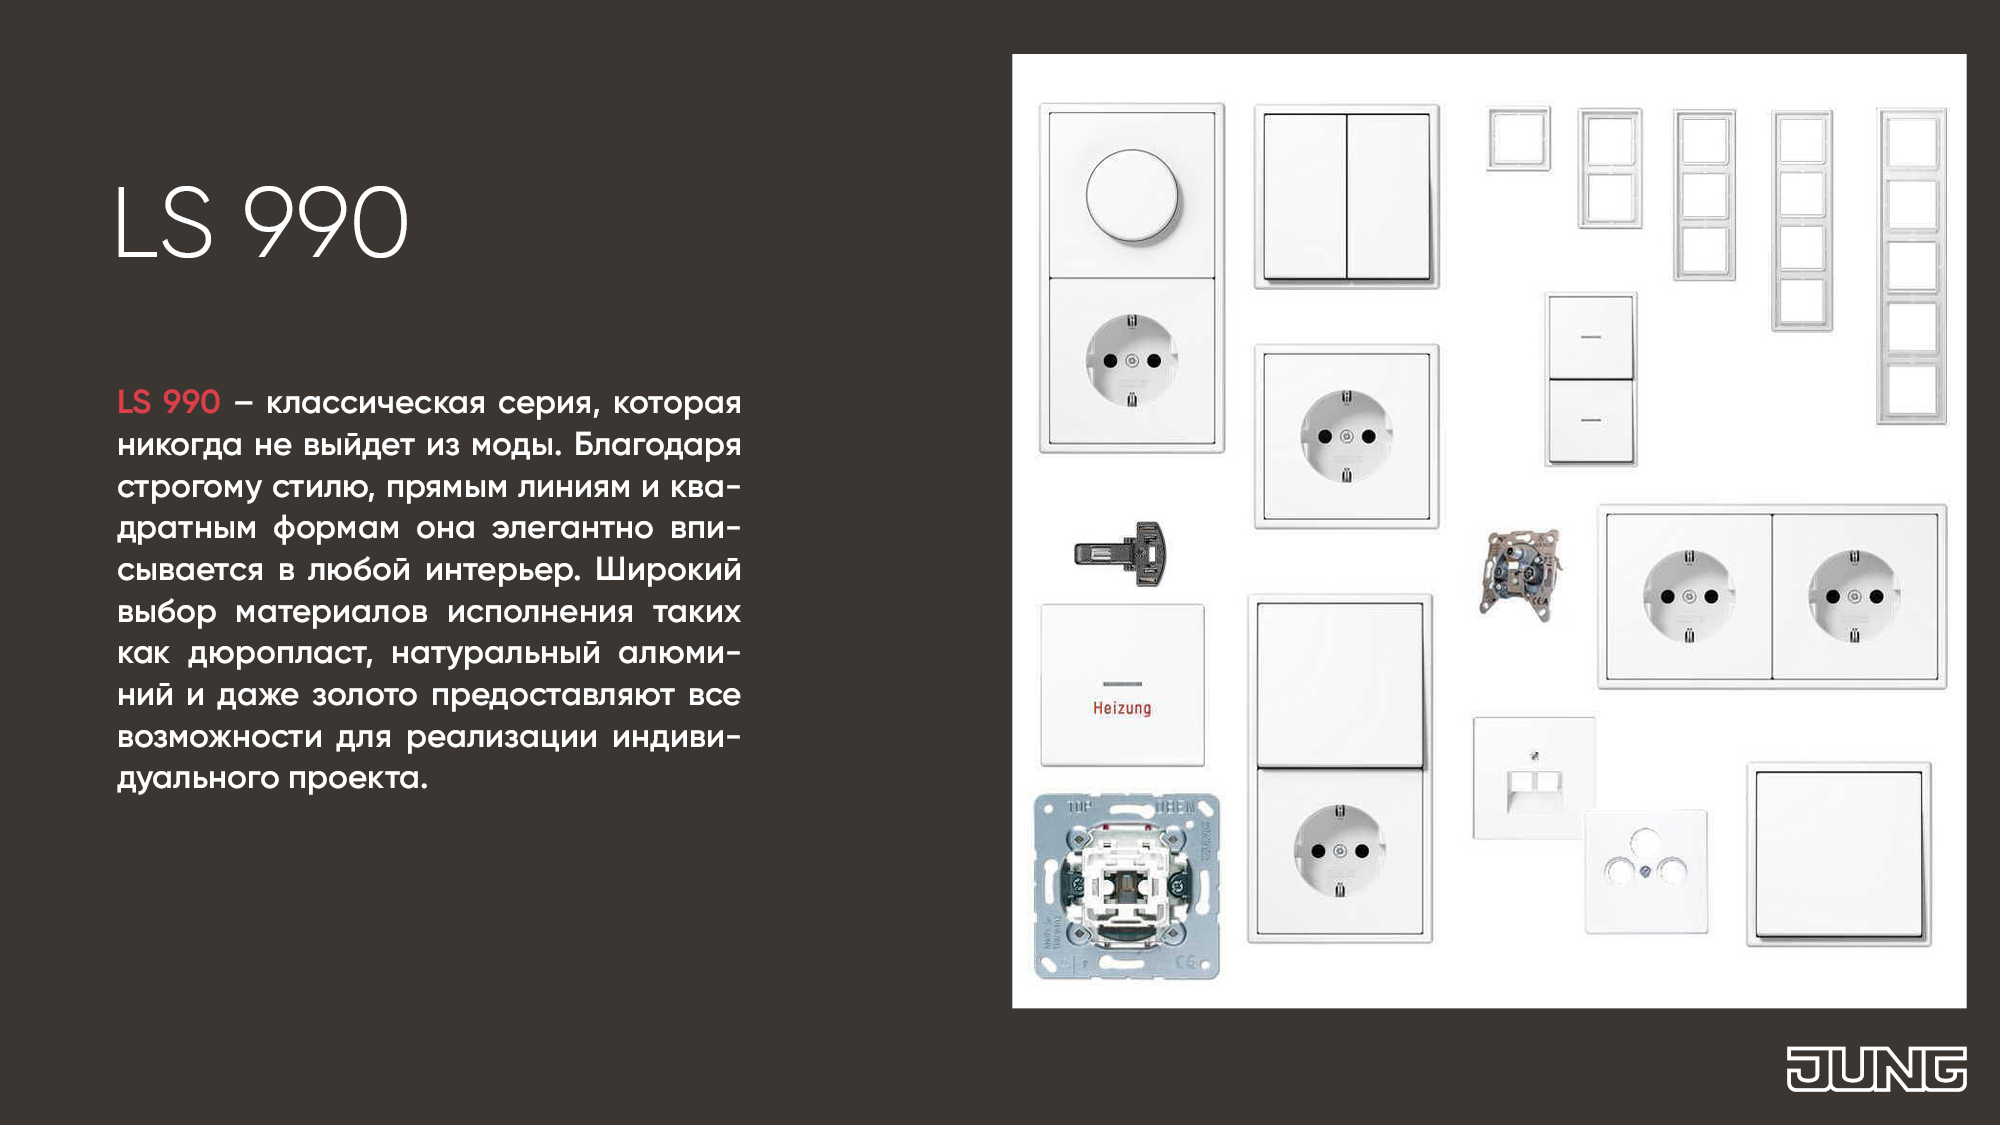 LS 990
LS 990 – классическая серия, которая
никогда не выйдет из моды. Благодаря
строгому стилю, прямым линиям и ква-
дратным формам она элегантно впи-
сывается в любой интерьер. Широкий
выбор материалов исполнения таких
как дюропласт, натуральный алюми-
ний и даже золото предоставляют все
возможности для реализации индиви-
дуального проекта.
Heizung
TOP OBEN
JUNG